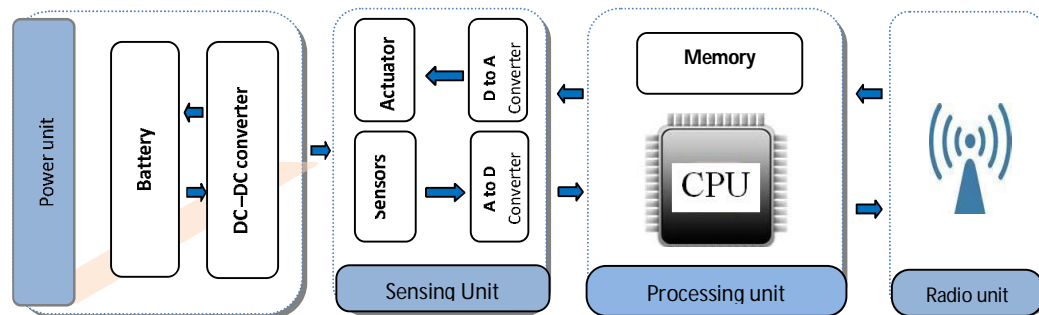 Power unit
Battery
DC–DC converter
Actuator
D to A
Converter
Sensors
A to D
Converter
Sensing Unit
Memory
CPU
Processing unit
Radio unit